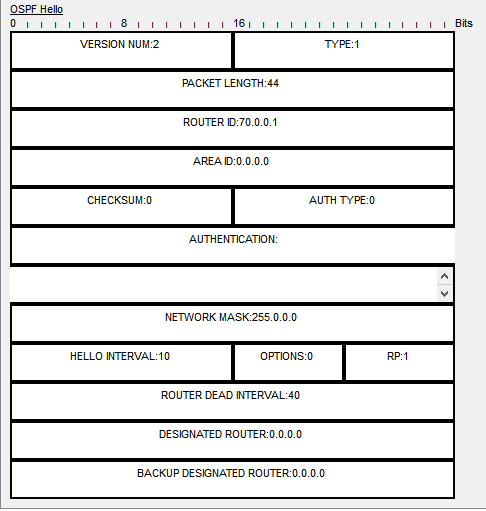 OSPF Hello
0 8 16 Bits
VERSION NUM:2 TYPE:1
PACKET LENGTH:44
ROUTER ID:70.0.0.1
AREA ID:0.0.0.0
CHECKSUM:0 AUTH TYPE:0
AUTHENTICATION:
NETWORK MASK:255.0.0.0
HELLO INTERVAL:10 OPTIONS:0 RP:1
ROUTER DEAD INTERVAL:40
DESIGNATED ROUTER:0.0.0.0
BACKUP DESIGNATED ROUTER:0.0.0.0